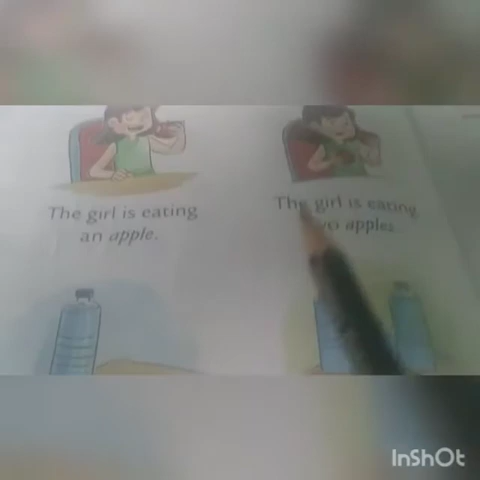 The girl is eating
an apple.
The girl is eating
apples.
InShOt